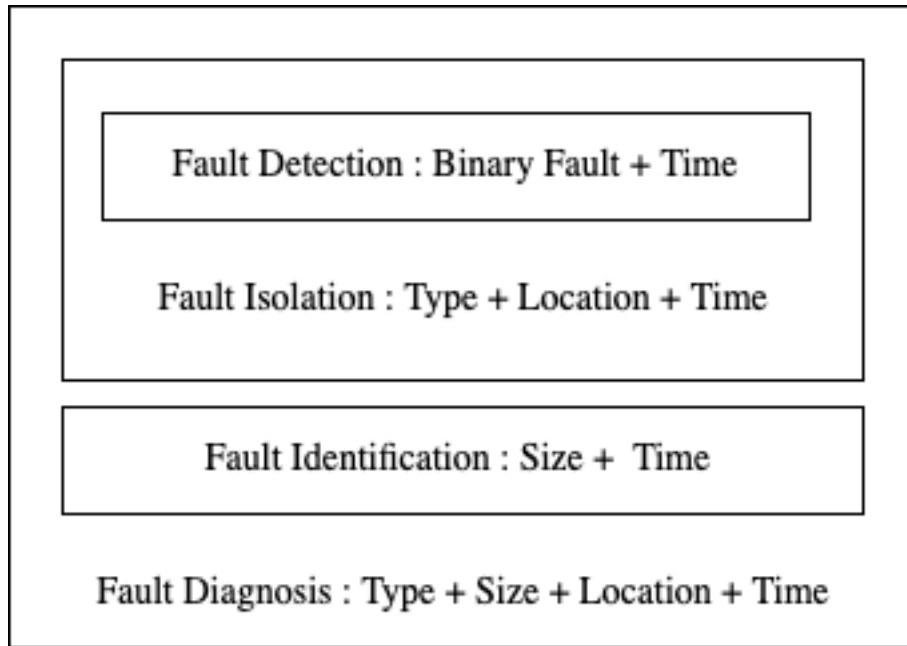 Fault Detection : Binary Fault + Time
Fault Isolation : Type + Location + Time
Fault Identification : Size + Time
Fault Diagnosis : Type + Size + Location + Time